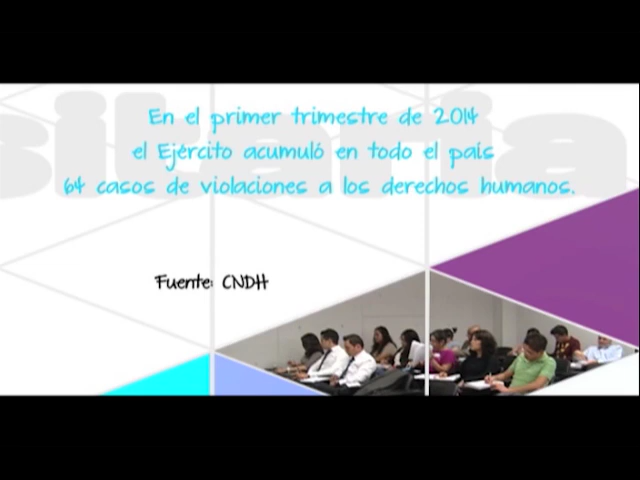 En el primer trimestre de 2014
el Ejército acumuló en todo el país
64 casos de violaciones a los derechos humanos.
Fuente: CNDH